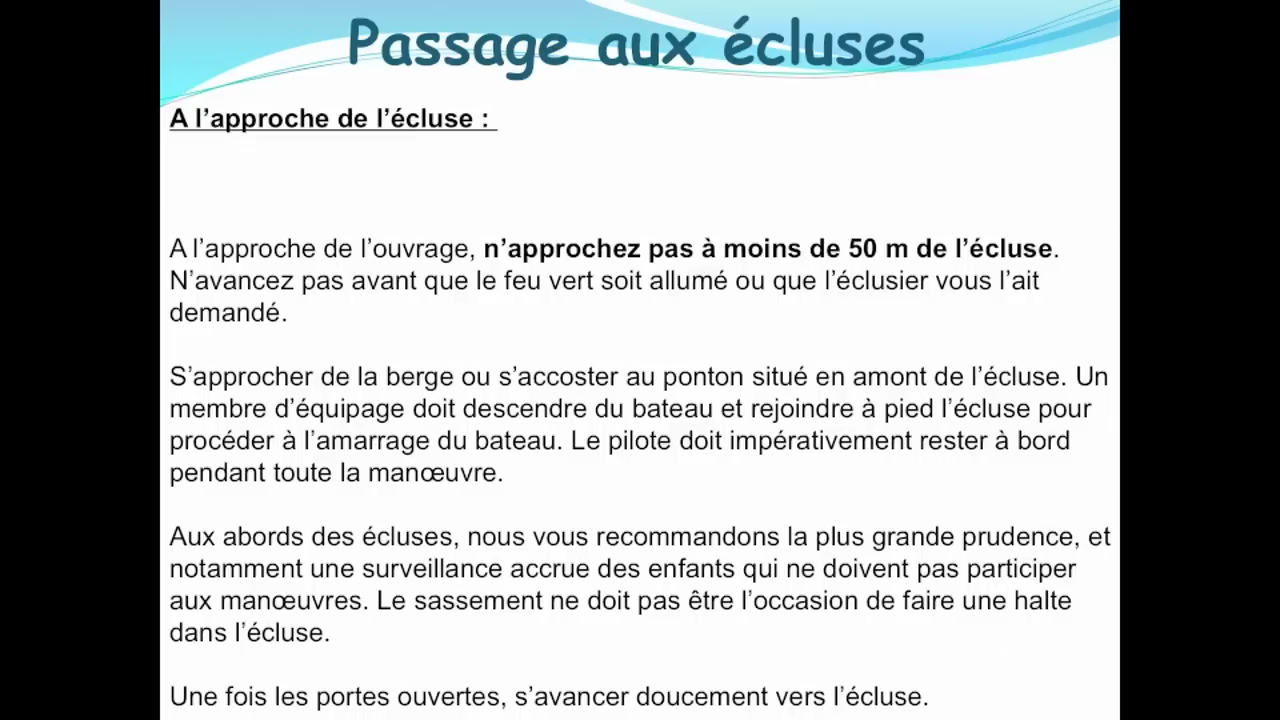 Passage aux écluses
A l’approche de l’écluse :
A l’approche de l’ouvrage, n’approchez pas à moins de 50 m de l’écluse.
N’avancez pas avant que le feu vert soit allumé ou que l’éclusier vous l’ait
demandé.
S’approcher de la berge ou s’accoster au ponton situé en amont de l’écluse. Un
membre d’équipage doit descendre du bateau et rejoindre à pied l’écluse pour
procéder à l’amarrage du bateau. Le pilote doit impérativement rester à bord
pendant toute la manœuvre.
Aux abords des écluses, nous vous recommandons la plus grande prudence, et
notamment une surveillance accrue des enfants qui ne doivent pas participer
aux manœuvres. Le sassement ne doit pas être l’occasion de faire une halte
dans l’écluse.
Une fois les portes ouvertes, s’avancer doucement vers l’écluse.